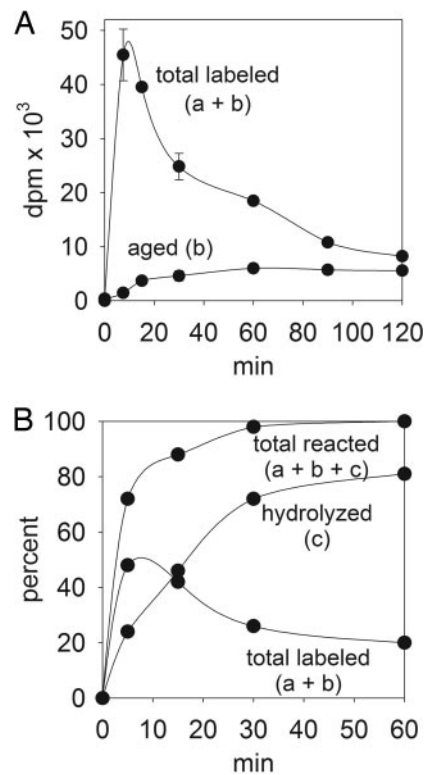 A
50
40
30
20
10
0
dpm x 10³
total labeled
(a + b)
aged (b)
0 20 40 60 80 100 120
min
B
100
80
60
40
20
0
percent
total reacted
(a + b + c)
hydrolyzed
(c)
total labeled
(a + b)
0 10 20 30 40 50 60
min